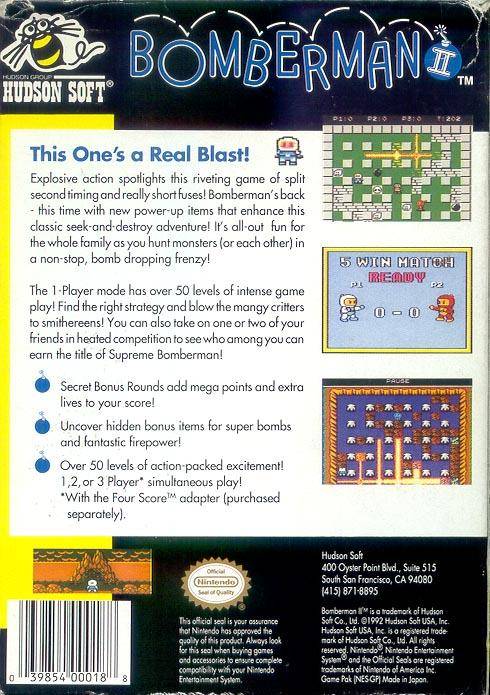 BOMBERMAN II™
HUDSON GROUP
HUDSON SOFT®
This One's a Real Blast!
Explosive action spotlights this riveting game of split
second timing and really short fuses! Bomberman's back
- this time with new power-up items that enhance this
classic seek-and-destroy adventure! It's all-out fun for
the whole family as you hunt monsters (or each other) in
a non-stop, bomb dropping frenzy!
The 1-Player mode has over 50 levels of intense game
play! Find the right strategy and blow the mangy critters
to smithereens! You can also take on one or two of your
friends in heated competition to see who among you can
earn the title of Supreme Bomberman!
Secret Bonus Rounds add mega points and extra
lives to your score!
Uncover hidden bonus items for super bombs
and fantastic firepower!
Over 50 levels of action-packed excitement!
1,2, or 3 Player* simultaneous play!
*With the Four Score™ adapter (purchased
separately).
P1:0 P2:0 P3:0 T:202
5 WIN MATCH
READY
P1 P2
0 - 0
PAUSE
Official
Nintendo
Seal of Quality
This official seal is your assurance
that Nintendo has approved the
quality of this product. Always look
for this seal when buying games
and accessories to ensure complete
compatibility with your Nintendo
Entertainment System.
Hudson Soft
400 Oyster Point Blvd., Suite 515
South San Francisco, CA 94080
(415) 871-8895
Bomberman II™ is a trademark of Hudson
Soft Co., Ltd. ©1992 Hudson Soft USA, Inc.
Hudson Soft USA, Inc. is a registered trade-
mark of Hudson Soft Co., Ltd. All rights
reserved. Nintendo, Nintendo Entertainment
System® and the Official Seals are registered
trademarks of Nintendo of America Inc.
Game Pak (NES-GP) Made in Japan.
0 39854 00018 8